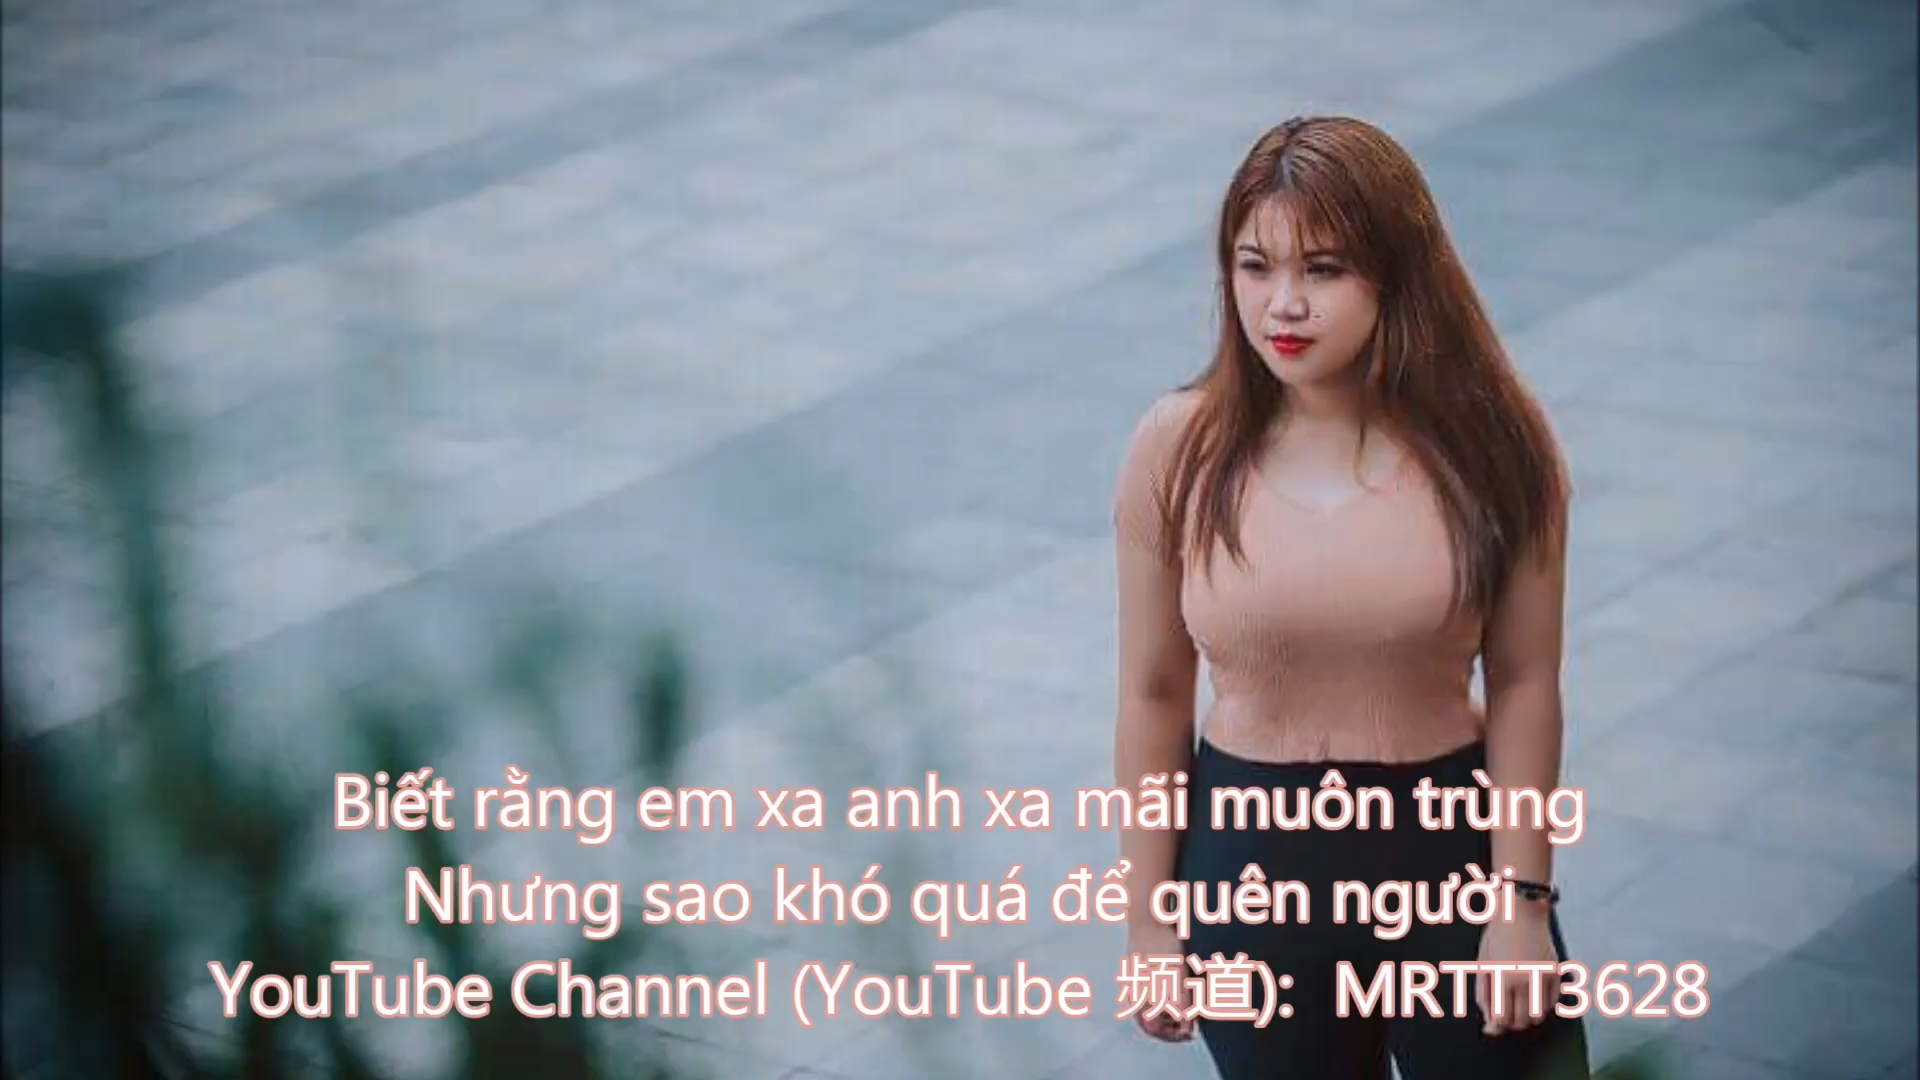 Biết rằng em xa anh xa mãi muôn trùng
Nhưng sao khó quá để quên người
YouTube Channel (YouTube 频道): MRTTT3628